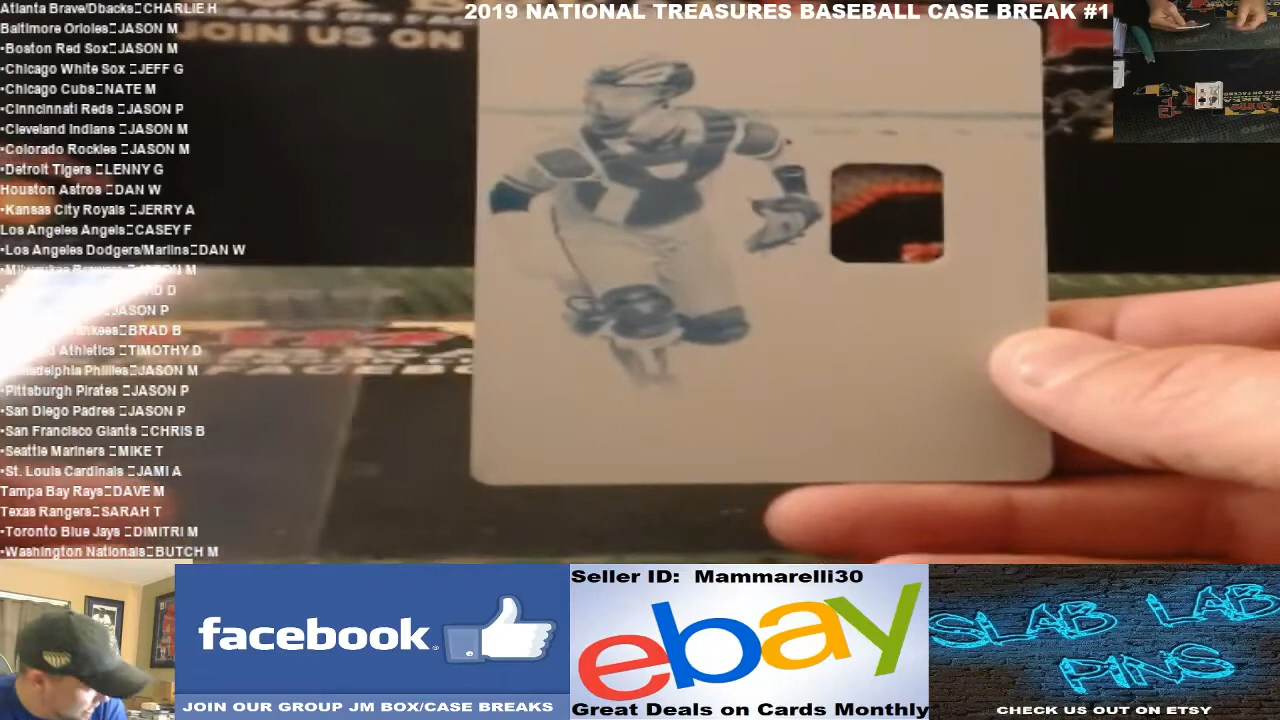 2019 NATIONAL TREASURES BASEBALL CASE BREAK #1
Atlanta Brave/Dbacks CHARLIE H
Baltimore Orioles JASON M
•Boston Red Sox JASON M
•Chicago White Sox JEFF G
•Chicago Cubs NATE M
•Cinncinnati Reds JASON P
•Cleveland Indians JASON M
•Colorado Rockies JASON M
•Detroit Tigers LENNY G
Houston Astros DAN W
•Kansas City Royals JERRY A
Los Angeles Angels CASEY F
•Los Angeles Dodgers/Marlins DAN W
JASON P
BRAD B
Athletics TIMOTHY D
Philadelphia Phillies JASON M
•Pittsburgh Pirates JASON P
•San Diego Padres JASON P
•San Francisco Giants CHRIS B
•Seattle Mariners MIKE T
•St. Louis Cardinals JAMI A
Tampa Bay Rays DAVE M
Texas Rangers SARAH T
•Toronto Blue Jays DIMITRI M
•Washington Nationals BUTCH M
JOIN US ON
facebook
JOIN OUR GROUP JM BOX/CASE BREAKS
Seller ID: Mammarelli30
ebay
Great Deals on Cards Monthly
SLAB LAB
PINS
CHECK US OUT ON ETSY